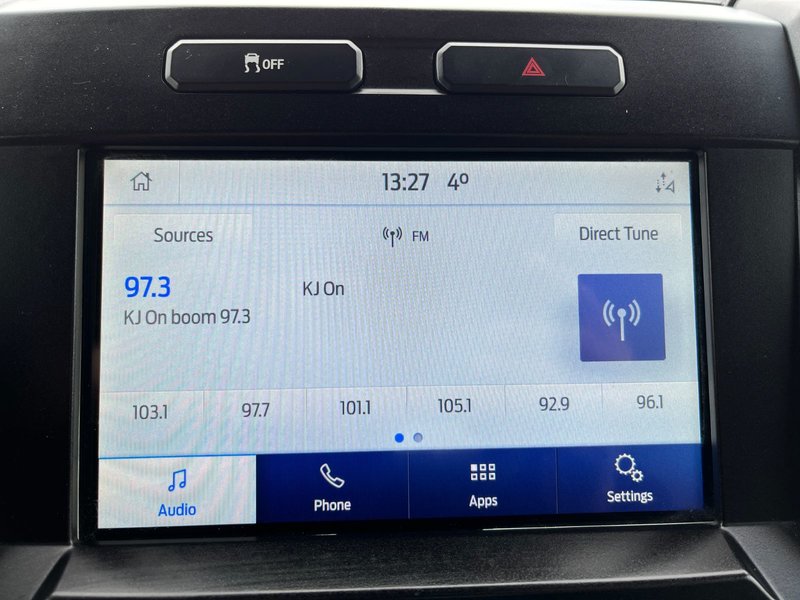 OFF
13:27 4º
Sources FM Direct Tune
97.3 KJ On
KJ On boom 97.3
103.1 97.7 101.1 105.1 92.9 96.1
Audio Phone Apps Settings